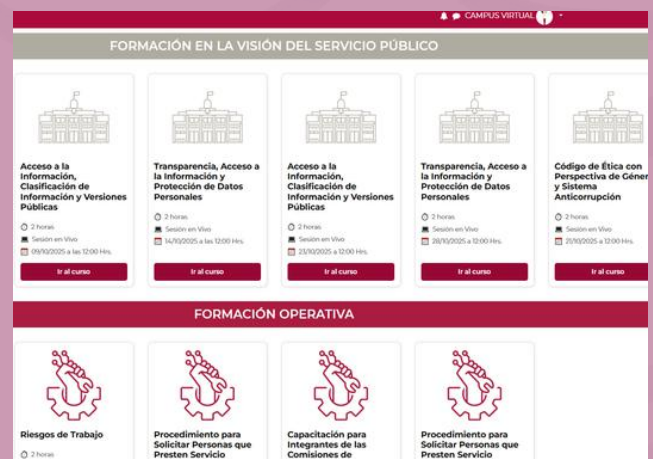 CAMPUS VIRTUAL
FORMACIÓN EN LA VISIÓN DEL SERVICIO PÚBLICO
Acceso a la
Información,
Clasificación de
Información y Versiones
Públicas
2 horas
Sesión en Vivo
09/10/2025 a las 12:00 Hrs.
Ir al curso
Transparencia, Acceso a
la Información y
Protección de Datos
Personales
2 horas
Sesión en Vivo
14/10/2025 a las 12:00 Hrs.
Ir al curso
Acceso a la
Información,
Clasificación de
Información y Versiones
Públicas
2 horas
Sesión en Vivo
23/10/2025 a 12:00 Hrs.
Ir al curso
Transparencia, Acceso a
la Información y
Protección de Datos
Personales
2 horas
Sesión en Vivo
28/10/2025 a 12:00 Hrs.
Ir al curso
Código de Ética con
Perspectiva de Géner
y Sistema
Anticorrupción
2 horas
Sesión en Vivo
21/10/2025 a 12:00 Hrs.
Ir al curso
FORMACIÓN OPERATIVA
Riesgos de Trabajo
2 horas
Procedimiento para
Solicitar Personas que
Presten Servicio
Capacitación para
Integrantes de las
Comisiones de
Procedimiento para
Solicitar Personas que
Presten Servicio